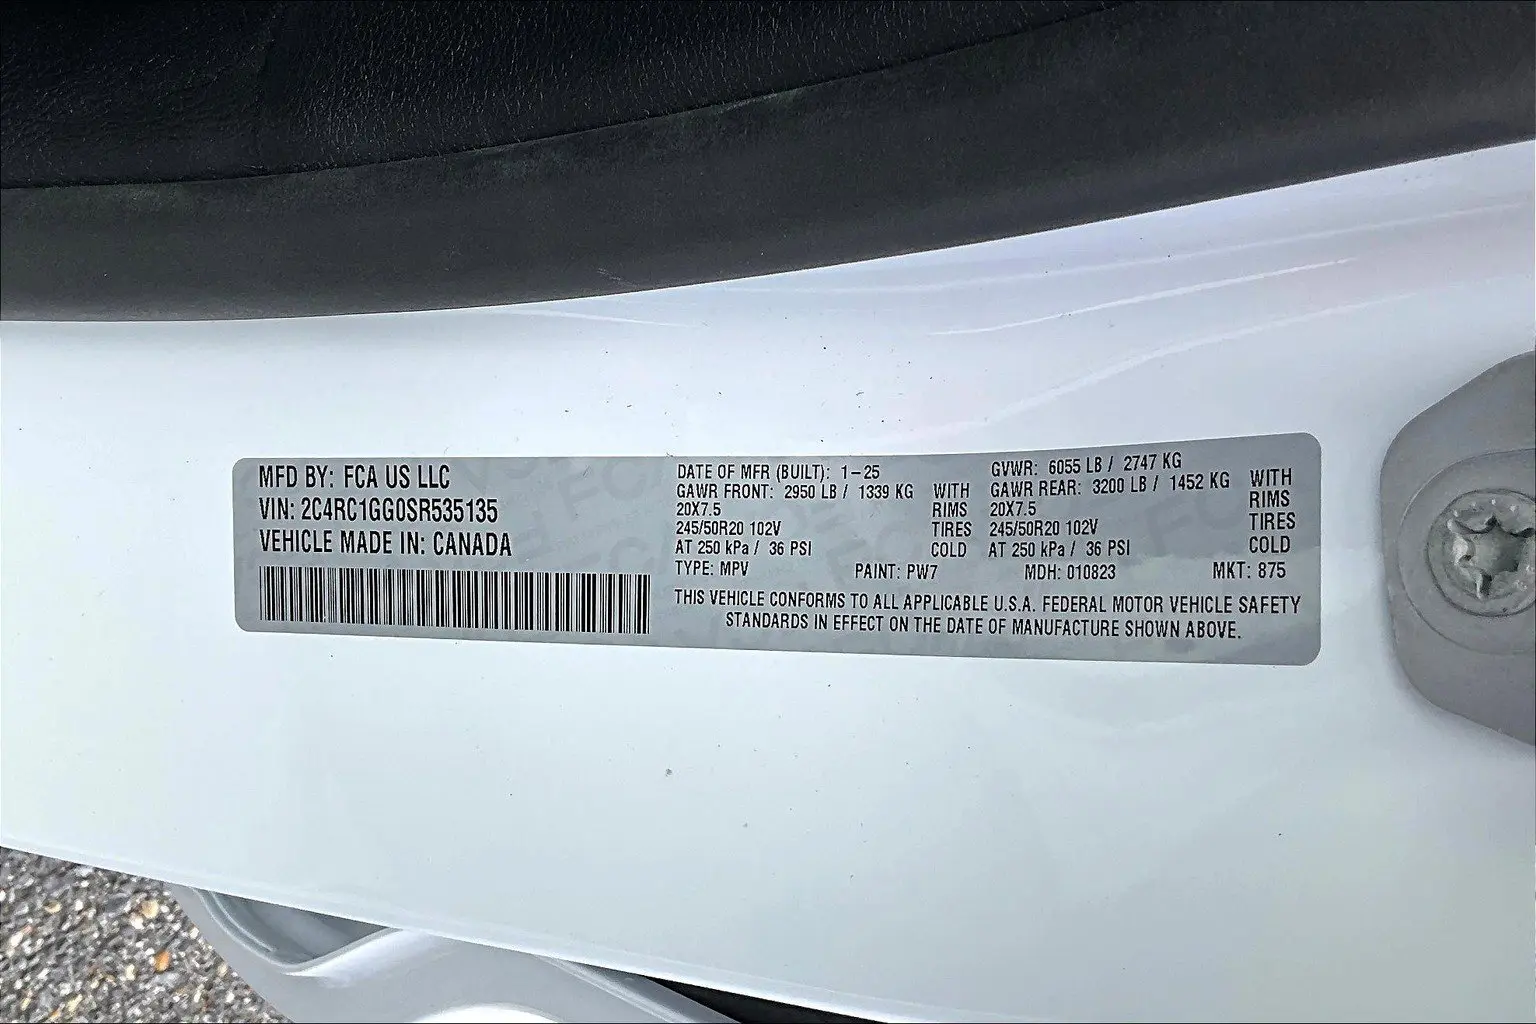 MFD BY: FCA US LLC
VIN: 2C4RC1GG0SR535135
VEHICLE MADE IN: CANADA
DATE OF MFR (BUILT): 1-25
GAWR FRONT: 2950 LB / 1339 KG WITH
20X7.5 RIMS
245/50R20 102V TIRES
AT 250 kPa / 36 PSI COLD
GVWR: 6055 LB / 2747 KG
GAWR REAR: 3200 LB / 1452 KG WITH
20X7.5 RIMS
245/50R20 102V TIRES
AT 250 kPa / 36 PSI COLD
TYPE: MPV PAINT: PW7 MDH: 010823 MKT: 875
THIS VEHICLE CONFORMS TO ALL APPLICABLE U.S.A. FEDERAL MOTOR VEHICLE SAFETY
STANDARDS IN EFFECT ON THE DATE OF MANUFACTURE SHOWN ABOVE.